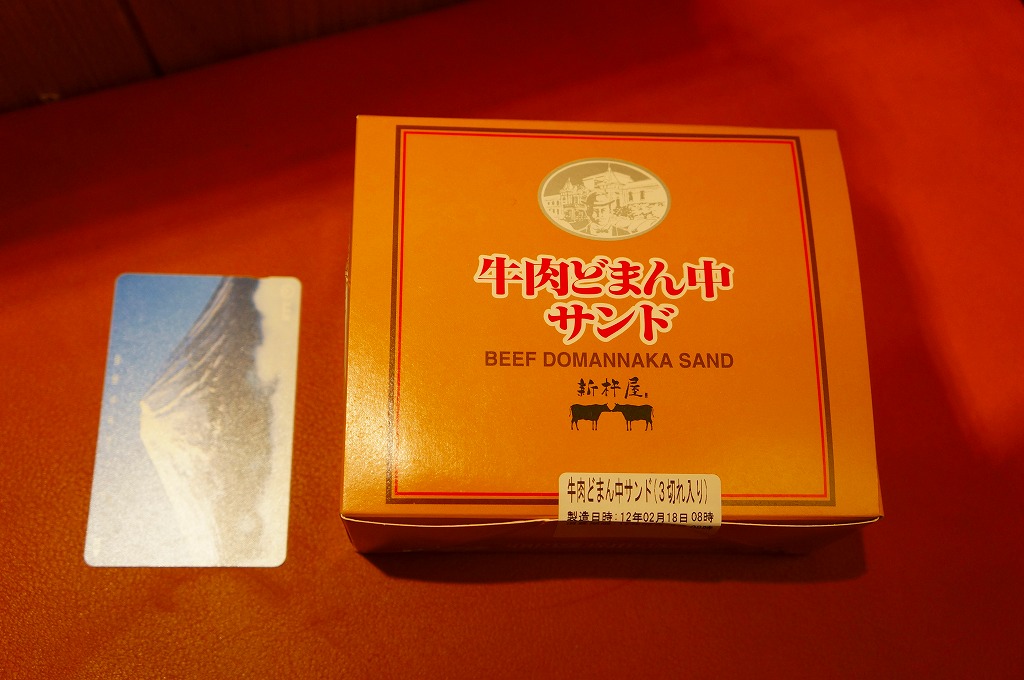 牛肉どまん中
サンド
BEEF DOMANNAKA SAND
新杵屋
牛肉どまん中サンド(3切れ入り)
製造日時:12年02月18日 08時